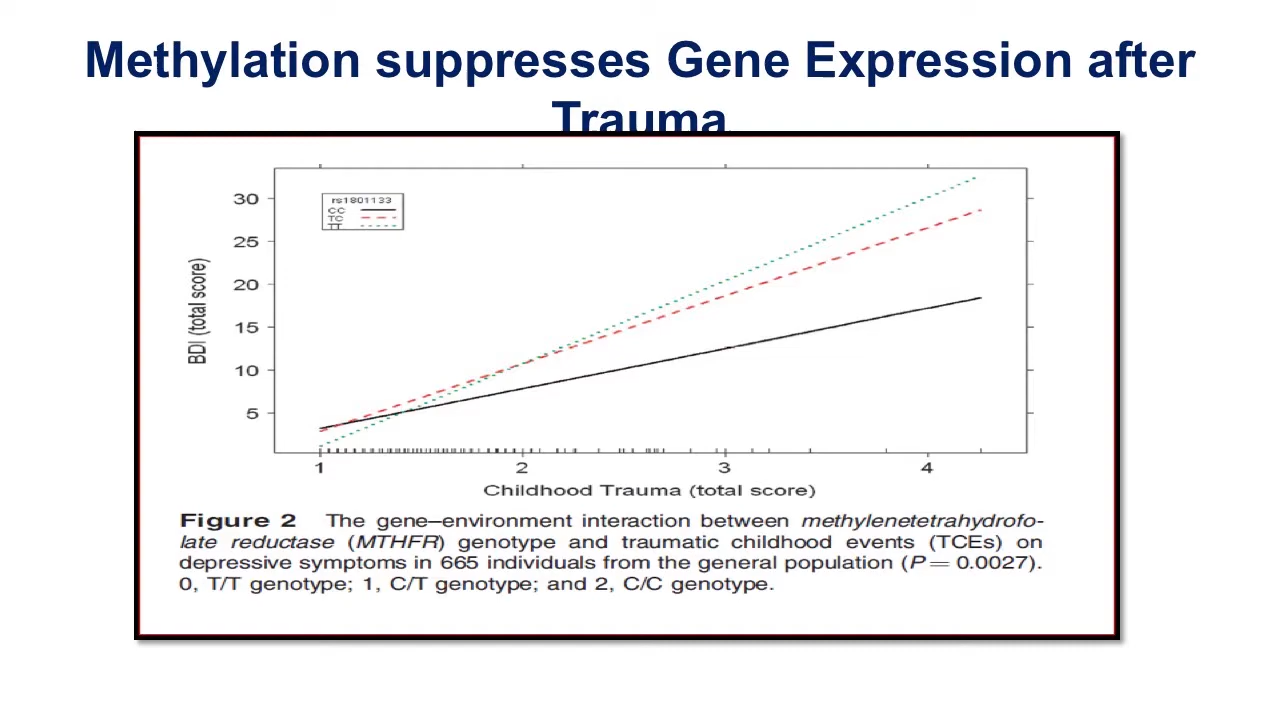 Methylation suppresses Gene Expression after
Trauma
rs1801133
CC
TC
TT
30
25
20
15
10
5
BDI (total score)
1 2 3 4
Childhood Trauma (total score)
Figure 2 The gene–environment interaction between methylenetetrahydrofo-
late reductase (MTHFR) genotype and traumatic childhood events (TCEs) on
depressive symptoms in 665 individuals from the general population (P = 0.0027).
0, T/T genotype; 1, C/T genotype; and 2, C/C genotype.